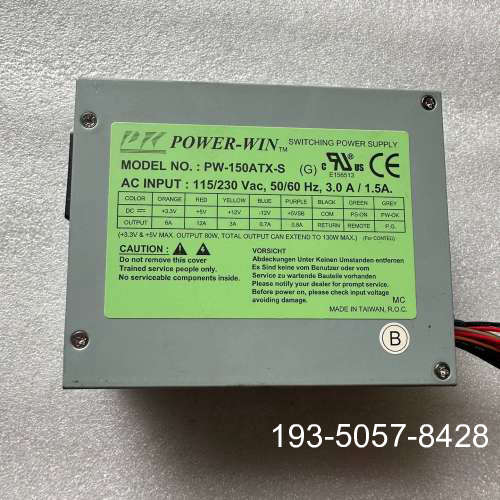 POWER-WIN™ SWITCHING POWER SUPPLY
MODEL NO. : PW-150ATX-S (G) c UL us CE
E156513
AC INPUT : 115/230 Vac, 50/60 Hz, 3.0 A / 1.5A.
COLOR ORANGE RED YELLOW BLUE PURPLE BLACK GREEN GREY
DC +3.3V +5V +12V -12V +5VSB COM PS-ON PW-OK
OUTPUT 6A 12A 3A 0.7A 0.8A RETURN REMOTE P.G.
(+3.3V & +5V MAX. OUTPUT 80W, TOTAL OUTPUT CAN EXTEND TO 130W MAX.)
CAUTION :
Do not remove this cover
Trained service people only.
No serviceable components inside.
VORSICHT
Abdeckungen Unter Keinen Umstanden entfernen
Es Sind keine vom Benutzer oder vom
wartende Bauteile vorhanden
Please notify your dealer for prompt service.
Before power on, please check input voltage
avoiding damage.
MC
MADE IN TAIWAN, R.O.C.
B
193-5057-8428